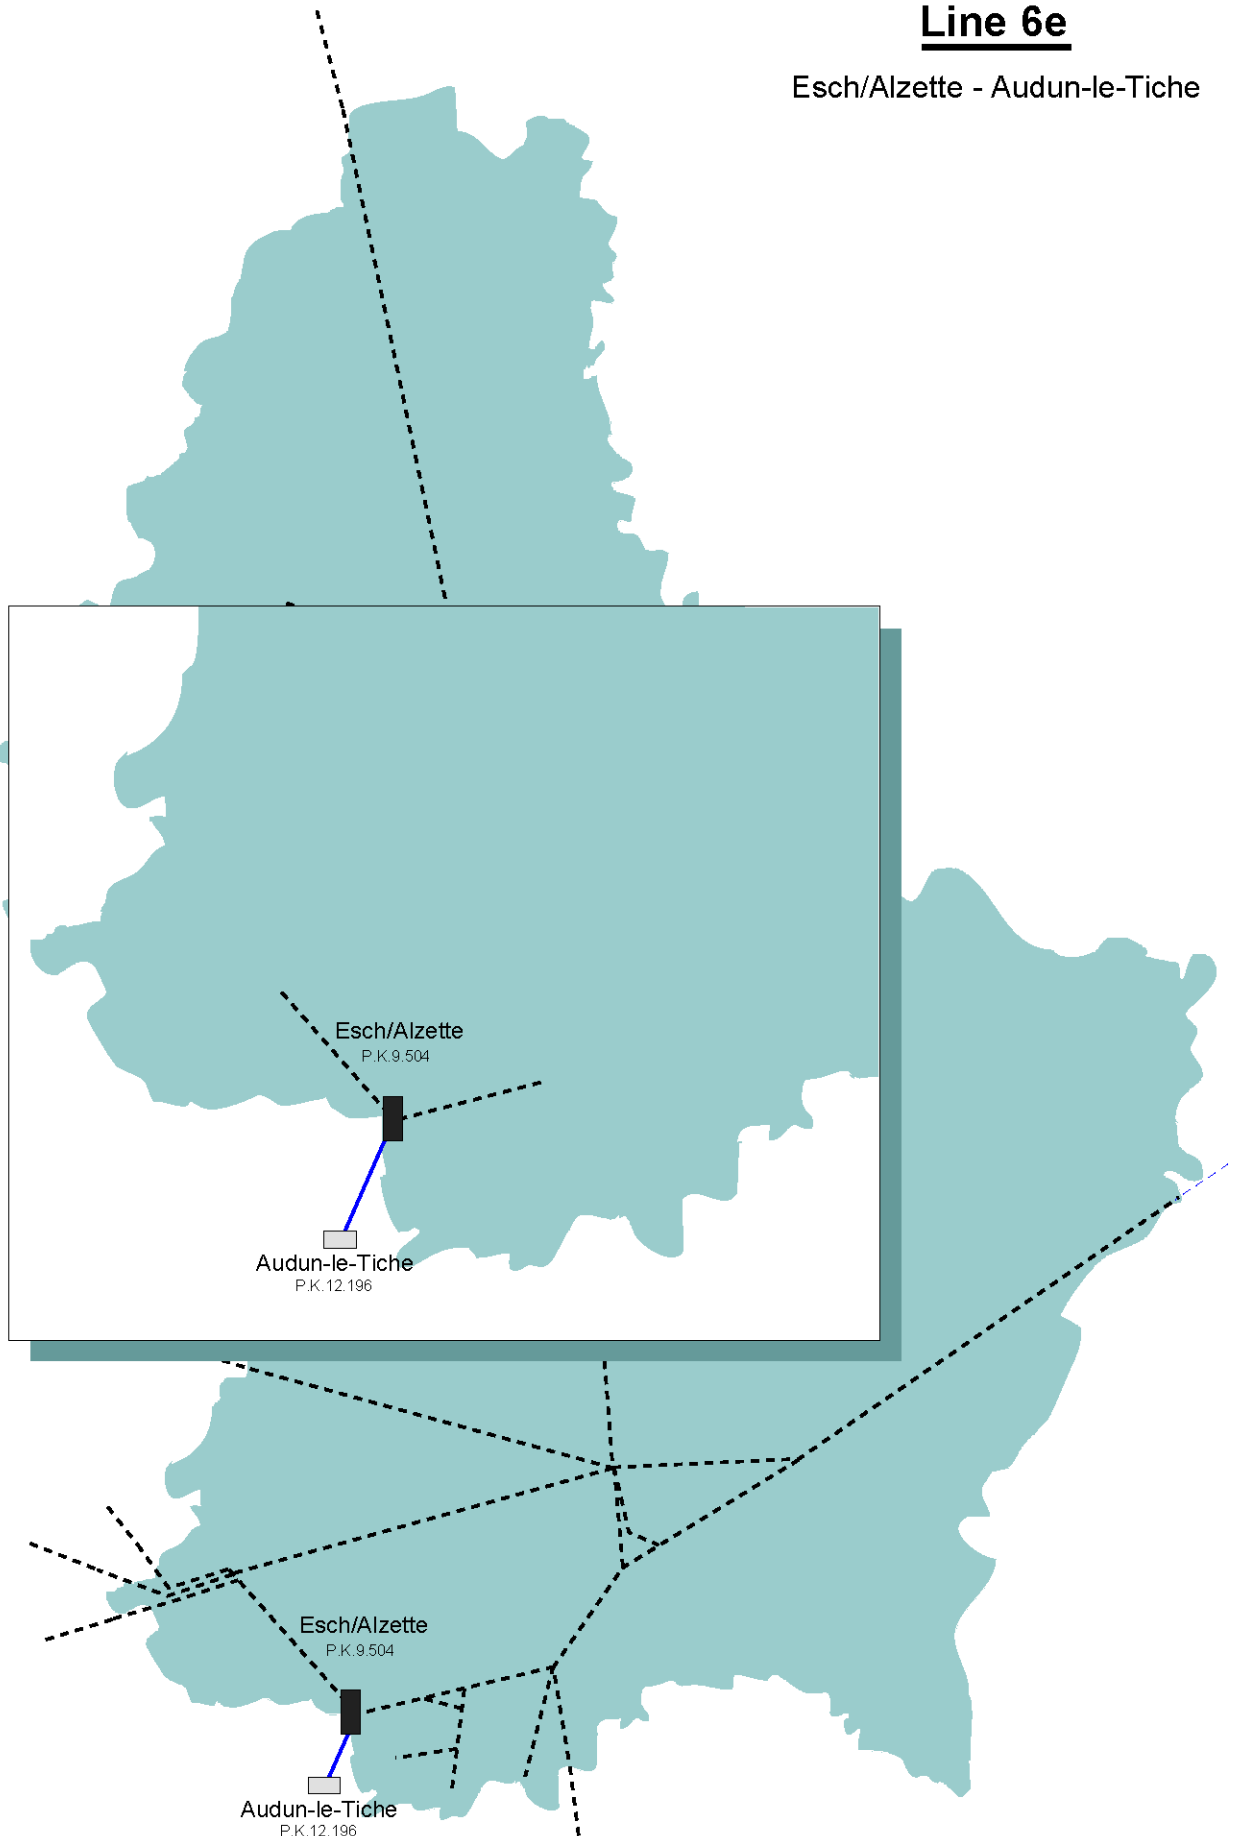 Line 6e
Esch/Alzette - Audun-le-Tiche
Esch/Alzette
P.K.9.504
Audun-le-Tiche
P.K.12.196
Esch/Alzette
P.K.9.504
Audun-le-Tiche
P.K.12.196